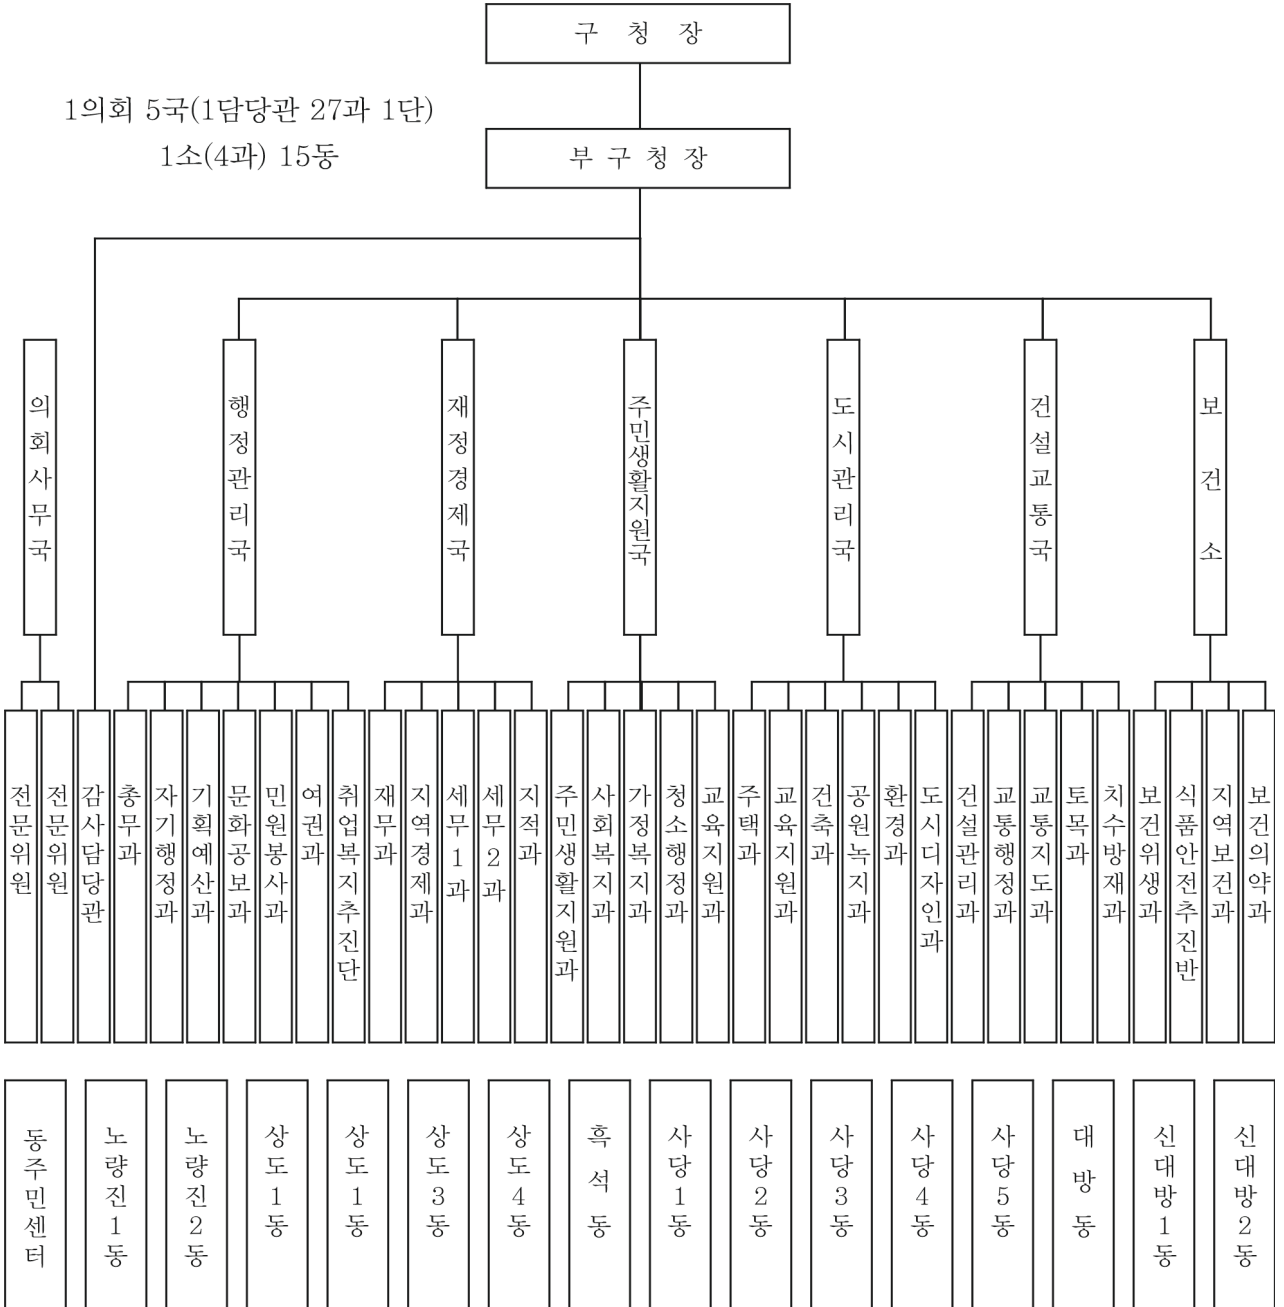 구 청 장
1의회 5국(1담당관 27과 1단)
1소(4과) 15동
부 구 청 장
의회사무국
행정관리국
재정경제국
주민생활지원국
도시관리국
건설교통국
보건소
전문위원
전문위원
감사담당관
총무과
자기행정과
기획예산과
문화공보과
민원봉사과
여권과
취업복지추진단
재무과
지역경제과
세무1과
세무2과
지적과
주민생활지원과
사회복지과
가정복지과
청소행정과
교육지원과
주택과
교육지원과
건축과
공원녹지과
환경과
도시디자인과
건설관리과
교통행정과
교통지도과
토목과
치수방재과
보건위생과
식품안전추진반
지역보건과
보건의약과
동주민센터
노량진1동
노량진2동
상도1동
상도1동
상도3동
상도4동
흑석동
사당1동
사당2동
사당3동
사당4동
사당5동
대방동
신대방1동
신대방2동